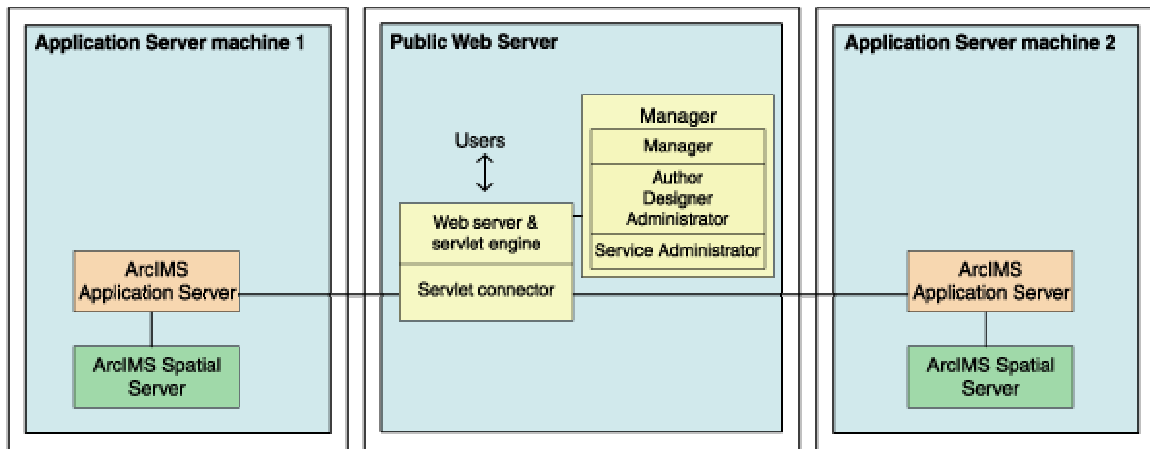 Application Server machine 1
ArcIMS
Application Server
ArcIMS Spatial
Server
Public Web Server
Users
Web server &
servlet engine
Servlet connector
Manager
Manager
Author
Designer
Administrator
Service Administrator
Application Server machine 2
ArcIMS
Application Server
ArcIMS Spatial
Server